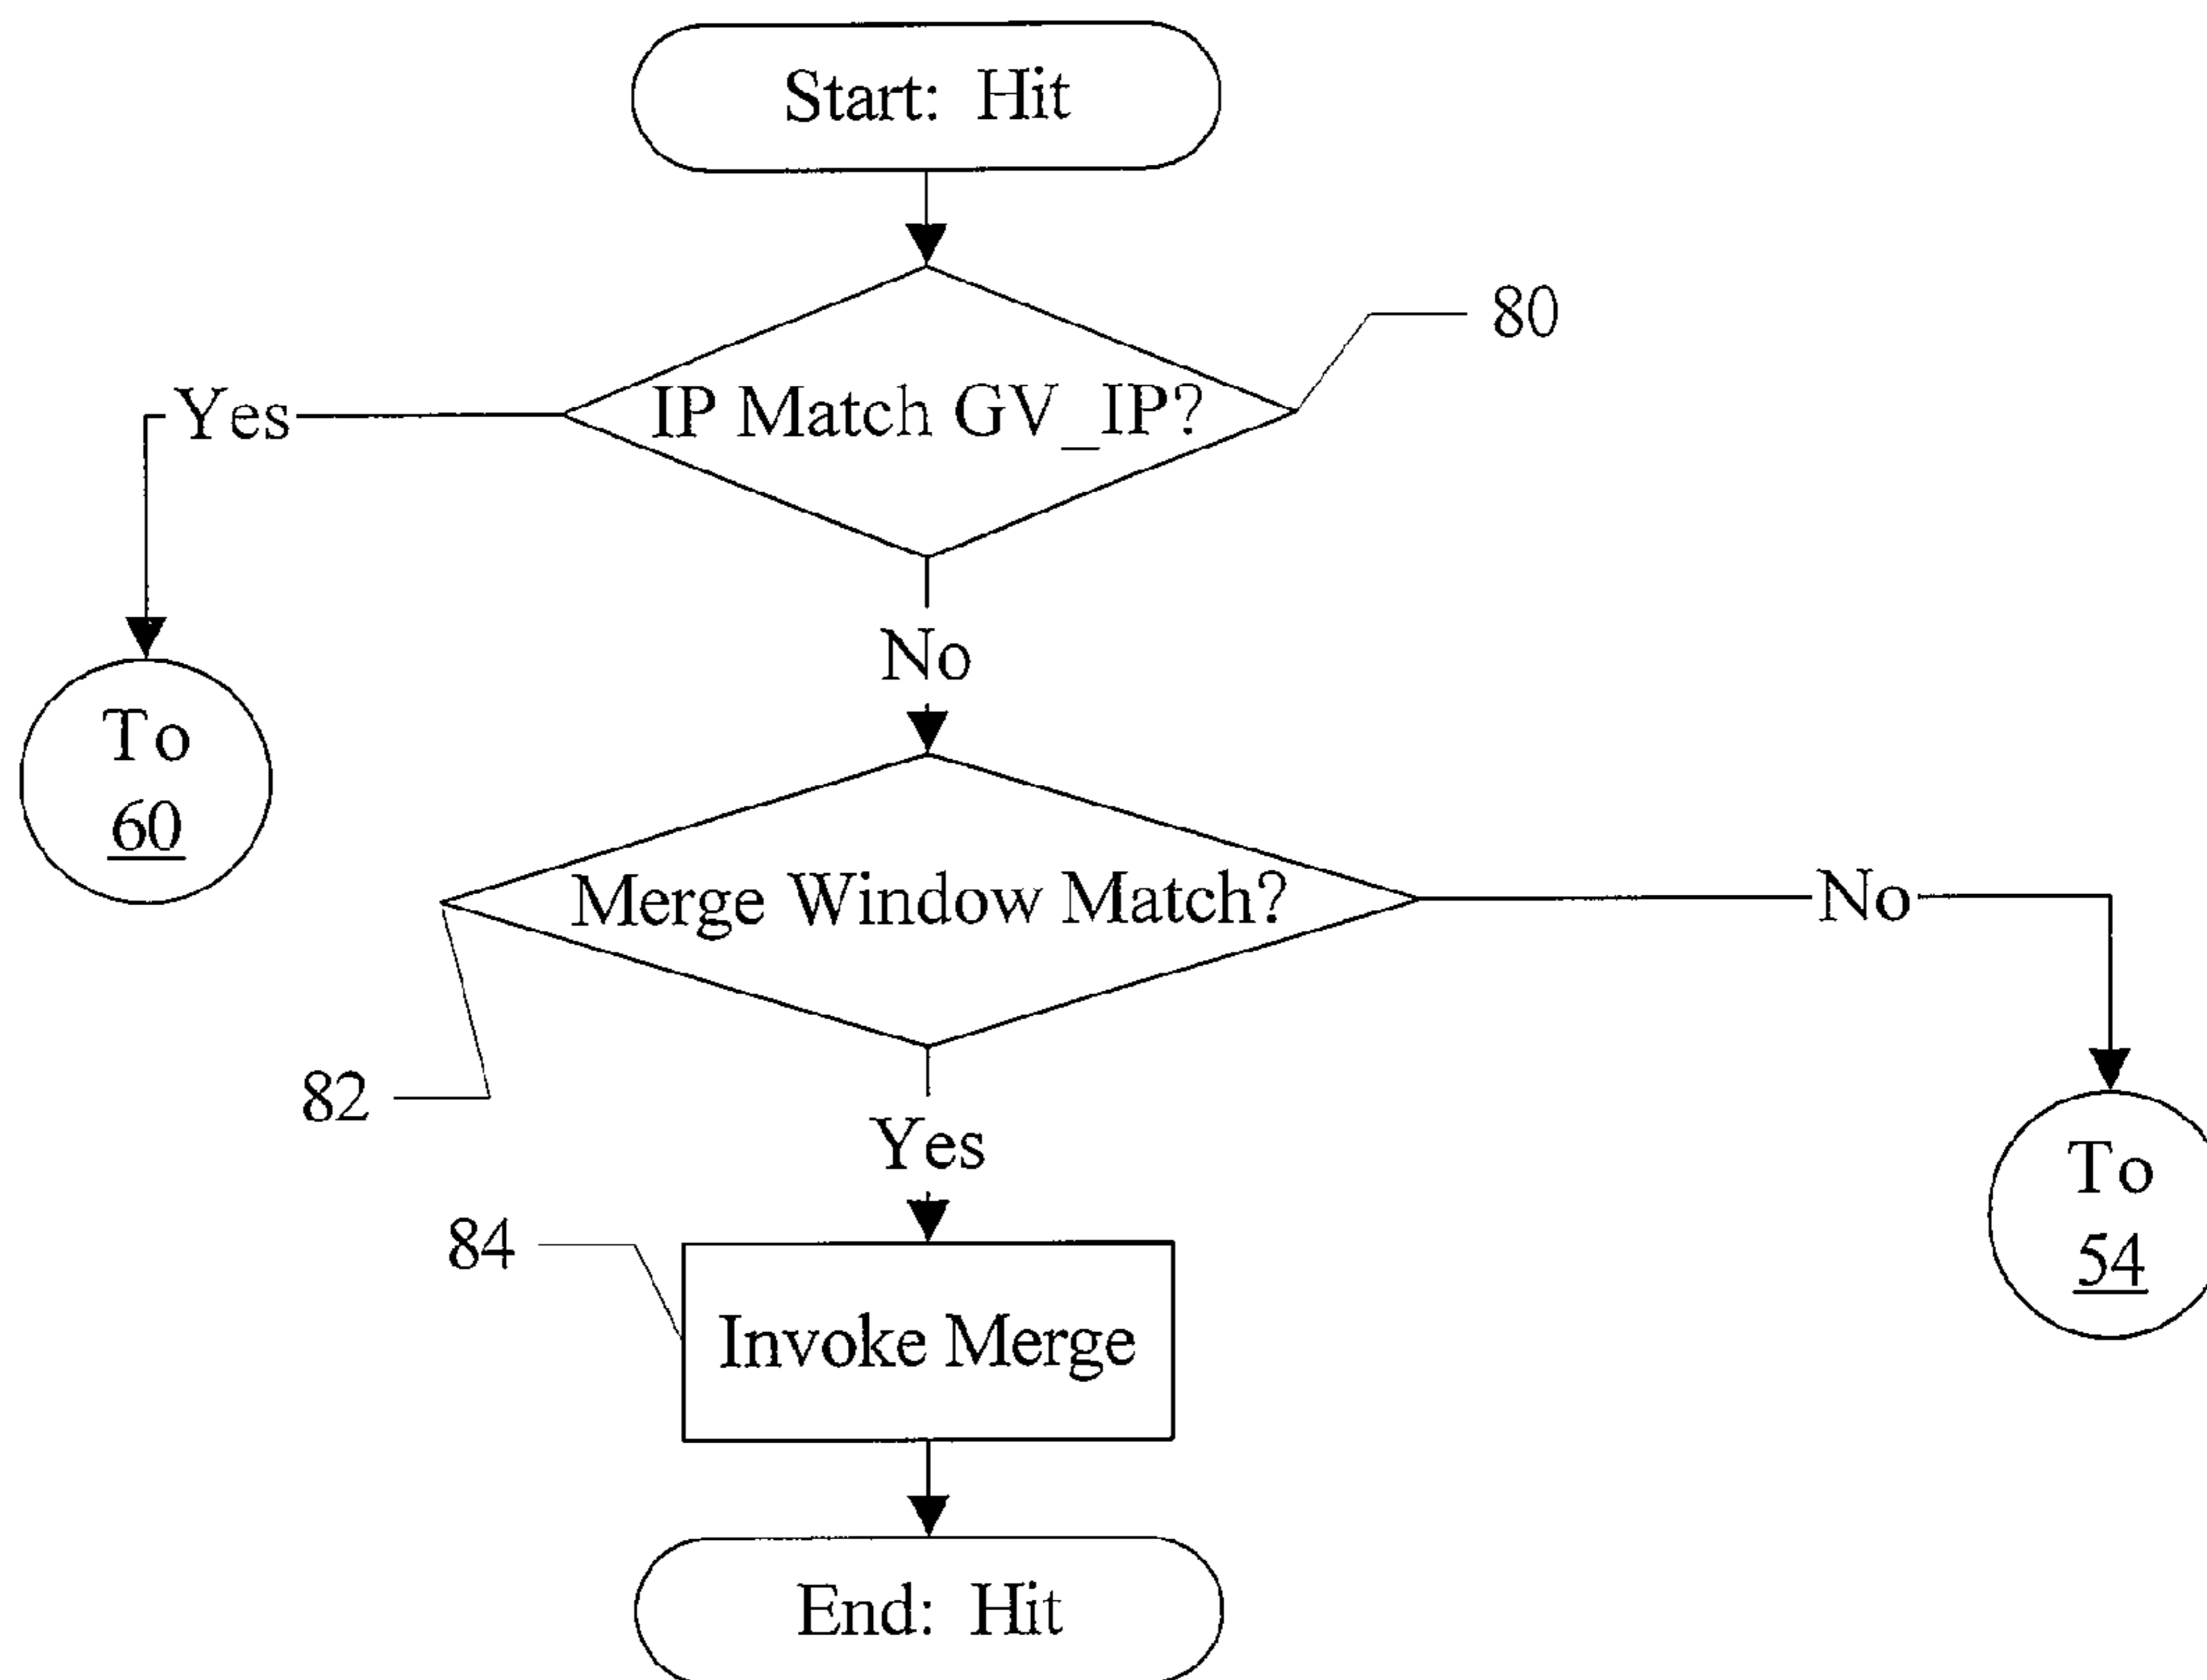 Start: Hit
80
IP Match GV_IP?
Yes
No
To
60
Merge Window Match?
No
82
Yes
To
54
84
Invoke Merge
End: Hit